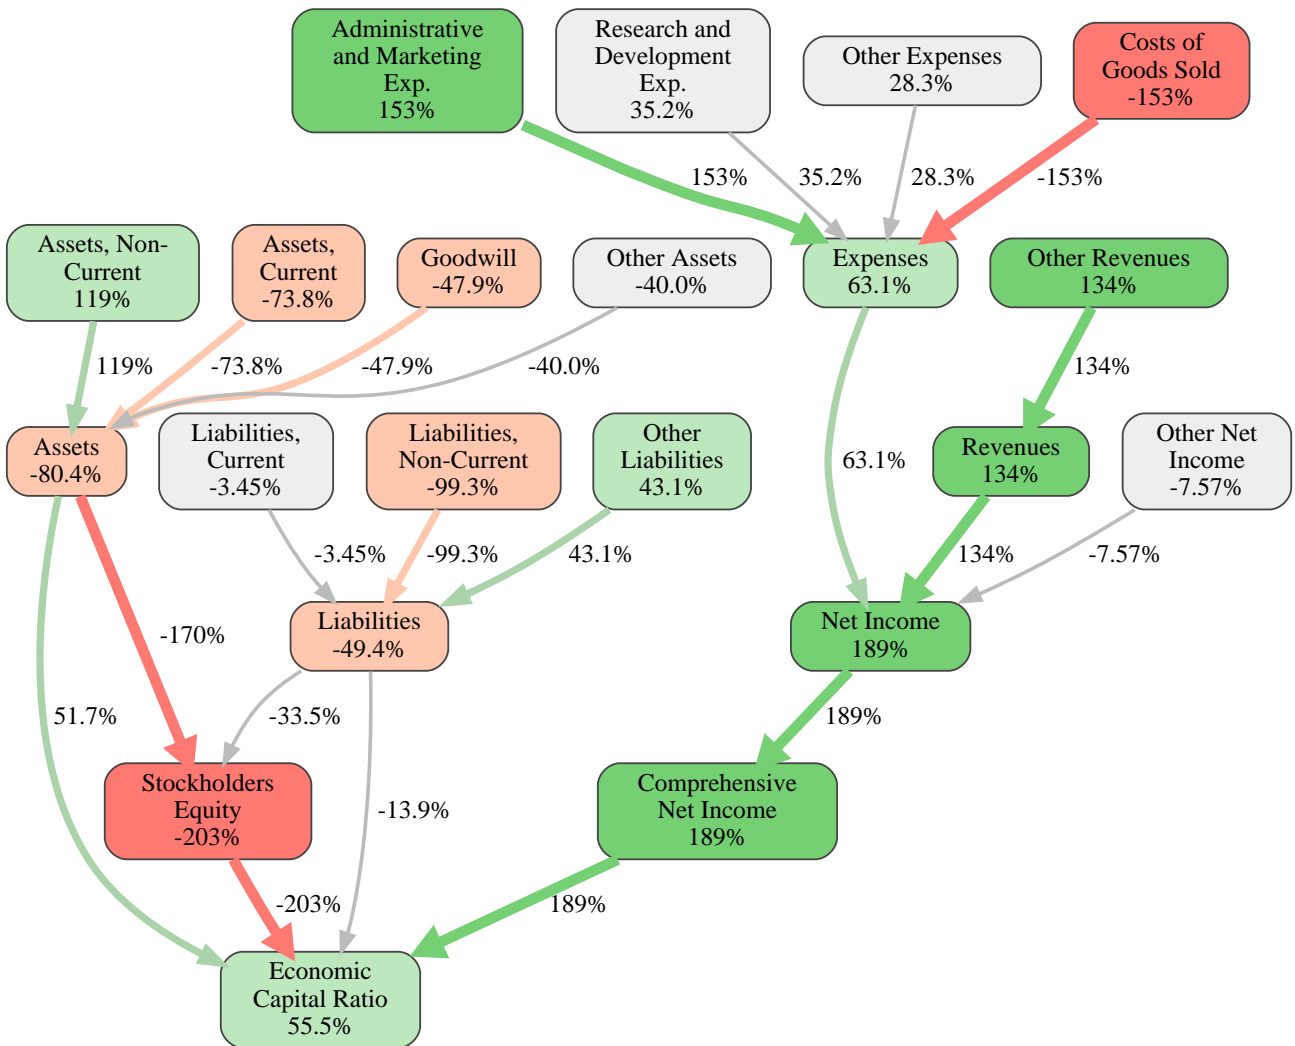 Administrative
and Marketing
Exp.
153%
Research and
Development
Exp.
35.2%
Other Expenses
28.3%
Costs of
Goods Sold
-153%
153%
35.2%
28.3%
-153%
Assets, Non-
Current
119%
Assets,
Current
-73.8%
Goodwill
-47.9%
Other Assets
-40.0%
Expenses
63.1%
Other Revenues
134%
119%
-73.8%
-47.9%
-40.0%
134%
Assets
-80.4%
Liabilities,
Current
-3.45%
Liabilities,
Non-Current
-99.3%
Other
Liabilities
43.1%
63.1%
Revenues
134%
Other Net
Income
-7.57%
-3.45%
-99.3%
43.1%
134%
-7.57%
-170%
Liabilities
-49.4%
Net Income
189%
51.7%
-33.5%
189%
Stockholders
Equity
-203%
-13.9%
Comprehensive
Net Income
189%
-203%
189%
Economic
Capital Ratio
55.5%